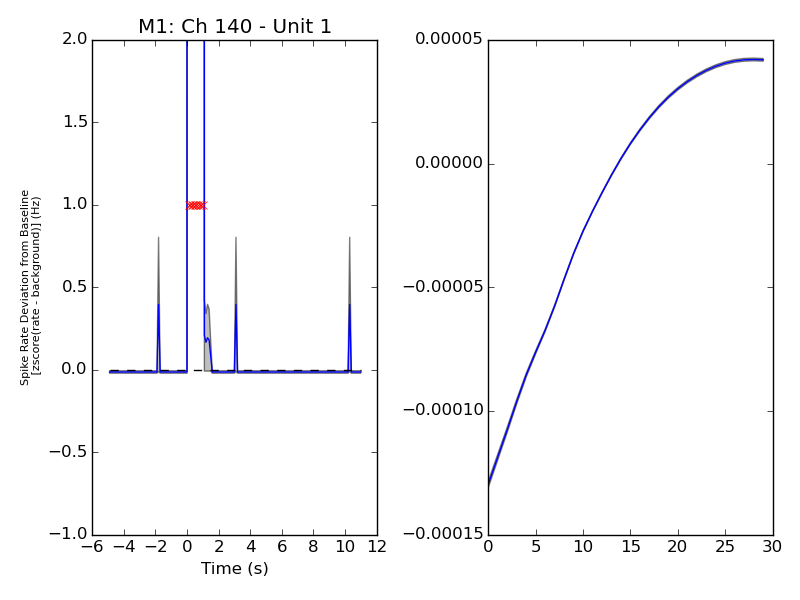 M1: Ch 140 - Unit 1
Spike Rate Deviation from Baseline
[zscore(rate - background)] (Hz)
2.0
1.5
1.0
0.5
0.0
−0.5
−1.0
−6 −4 −2 0 2 4 6 8 10 12
Time (s)
0.00005
0.00000
−0.00005
−0.00010
−0.00015
0 5 10 15 20 25 30